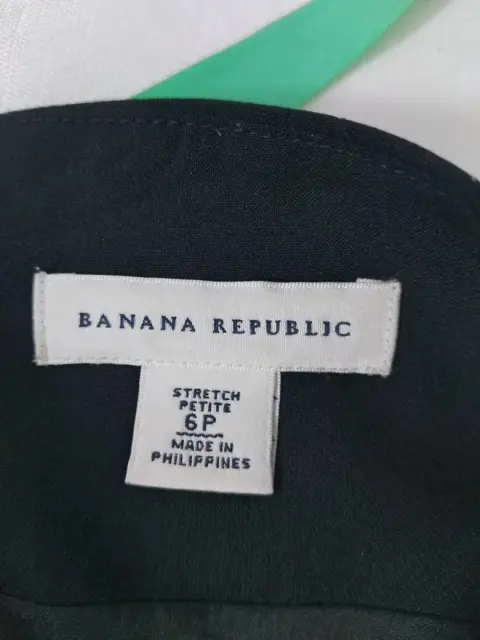 BANANA REPUBLIC
STRETCH
PETITE
6P
MADE IN
PHILIPPINES